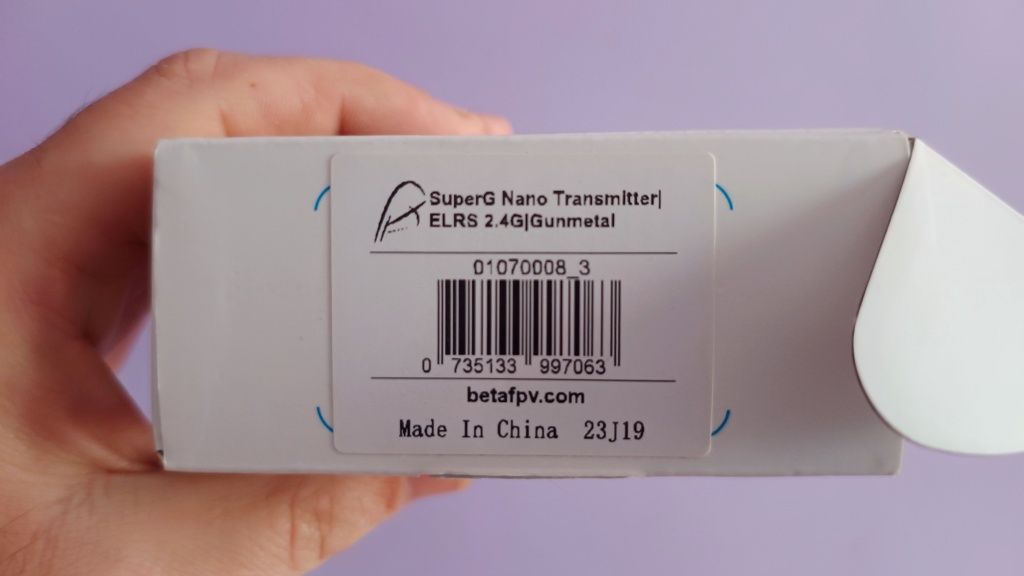 SuperG Nano Transmitter|
ELRS 2.4G|Gunmetal
01070008_3
0 735133 997063
betafpv.com
Made In China 23J19